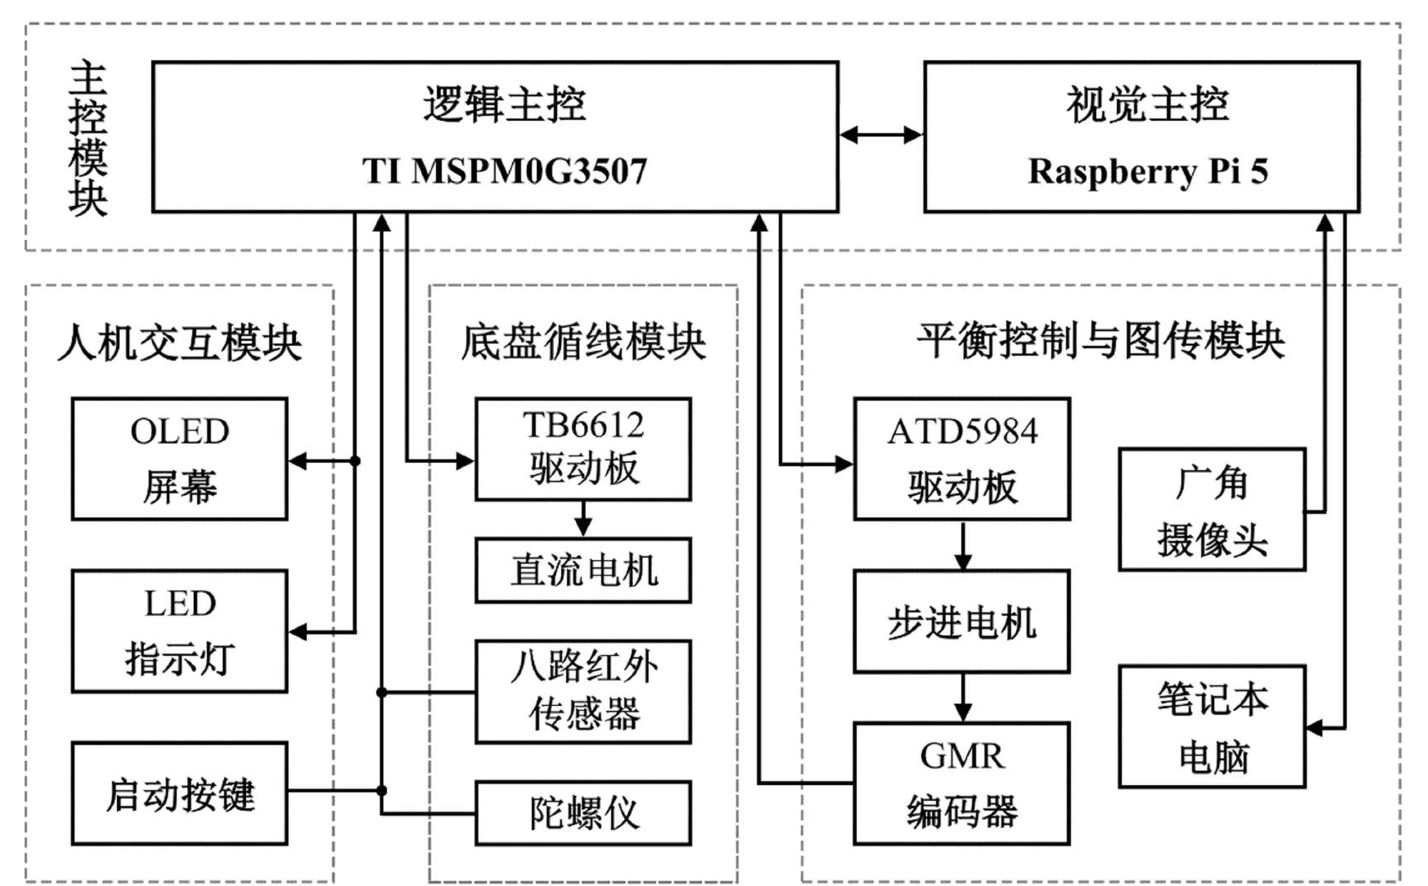 主控模块
逻辑主控
TI MSPM0G3507
视觉主控
Raspberry Pi 5
人机交互模块
OLED
屏幕
LED
指示灯
启动按键
底盘循线模块
TB6612
驱动板
直流电机
八路红外
传感器
陀螺仪
平衡控制与图传模块
ATD5984
驱动板
步进电机
GMR
编码器
广角
摄像头
笔记本
电脑